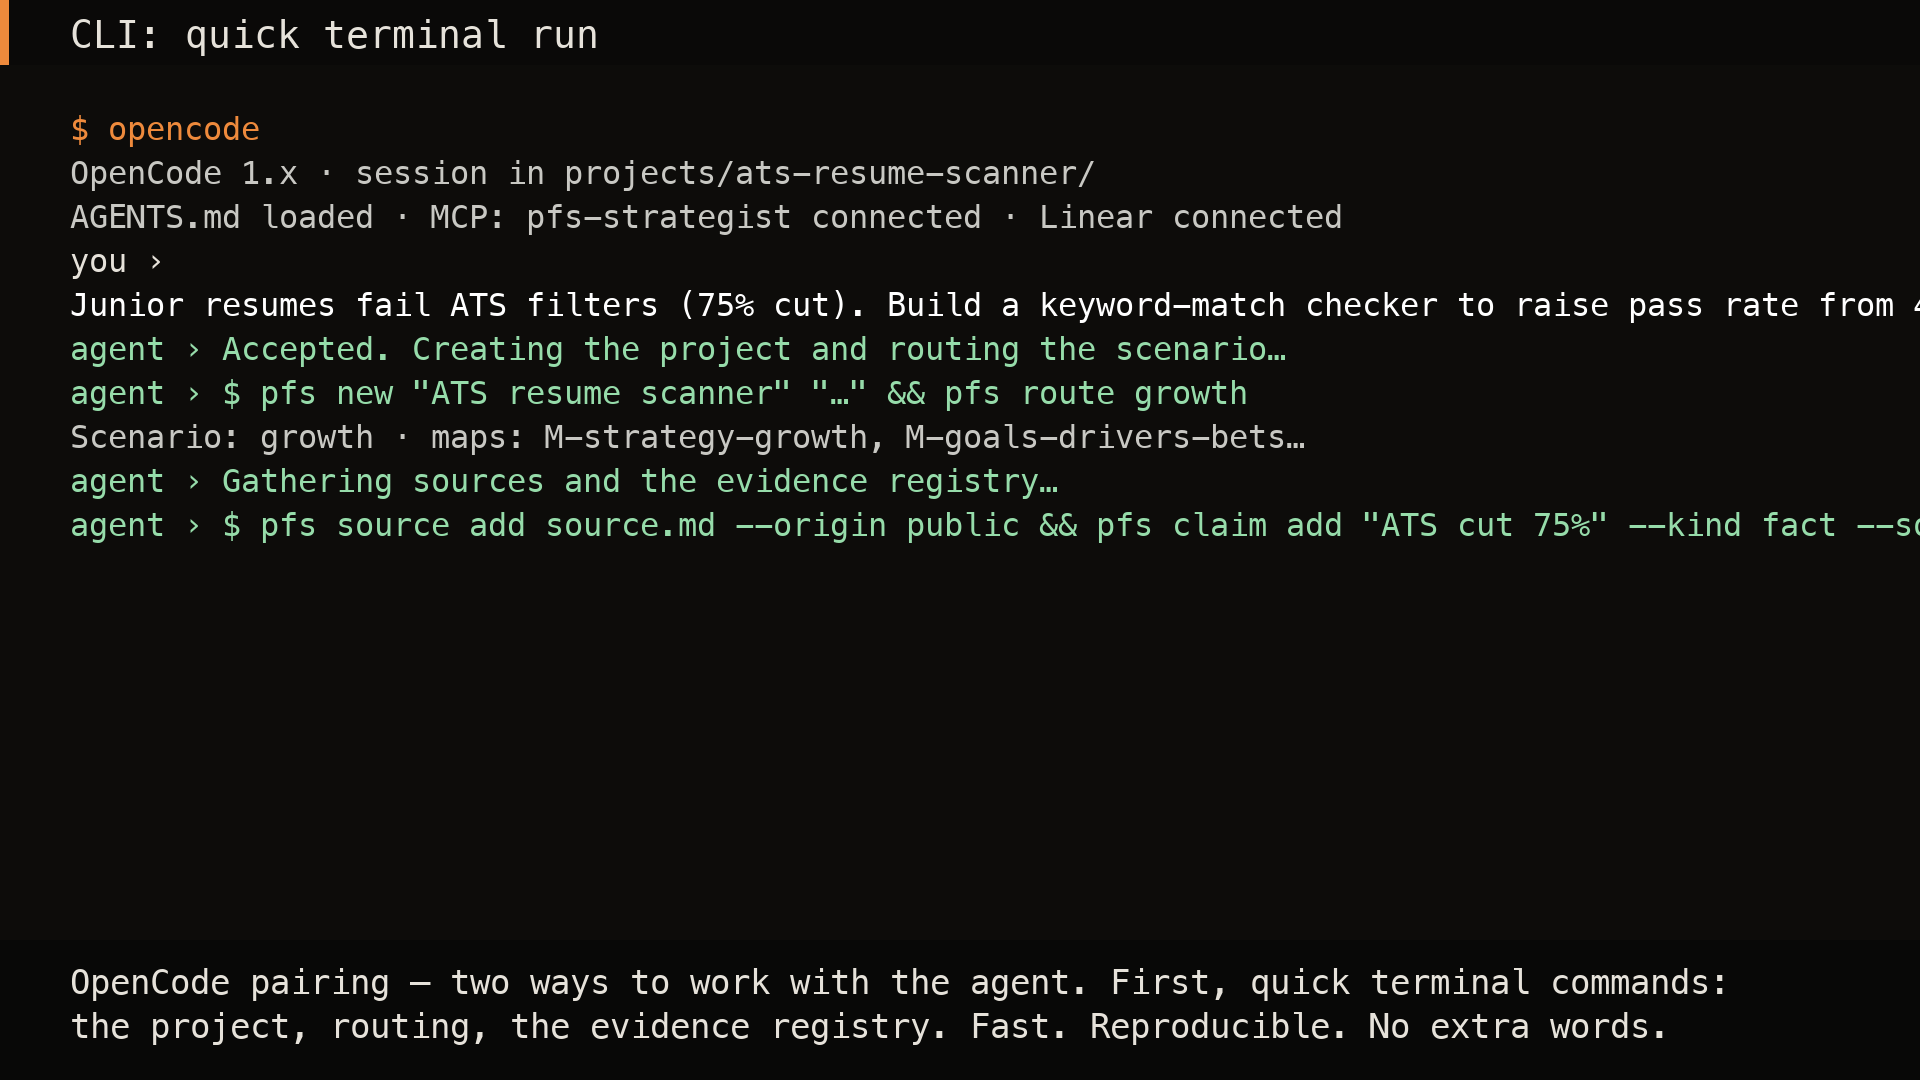 CLI: quick terminal run
$ opencode
OpenCode 1.x · session in projects/ats-resume-scanner/
AGENTS.md loaded · MCP: pfs-strategist connected · Linear connected
you ›
Junior resumes fail ATS filters (75% cut). Build a keyword-match checker to raise pass rate from
agent › Accepted. Creating the project and routing the scenario…
agent › $ pfs new "ATS resume scanner" "…" && pfs route growth
Scenario: growth · maps: M-strategy-growth, M-goals-drivers-bets…
agent › Gathering sources and the evidence registry…
agent › $ pfs source add source.md --origin public && pfs claim add "ATS cut 75%" --kind fact
OpenCode pairing — two ways to work with the agent. First, quick terminal commands:
the project, routing, the evidence registry. Fast. Reproducible. No extra words.